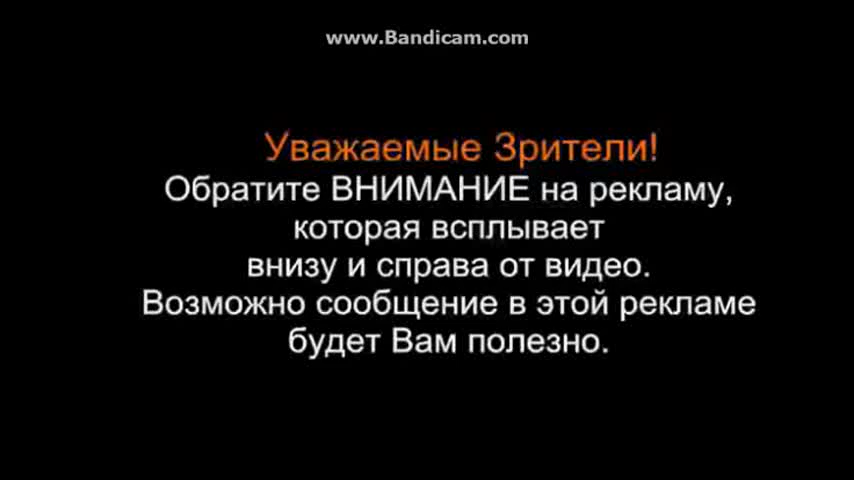 www.Bandicam.com
Уважаемые Зрители!
Обратите ВНИМАНИЕ на рекламу,
которая всплывает
внизу и справа от видео.
Возможно сообщение в этой рекламе
будет Вам полезно.